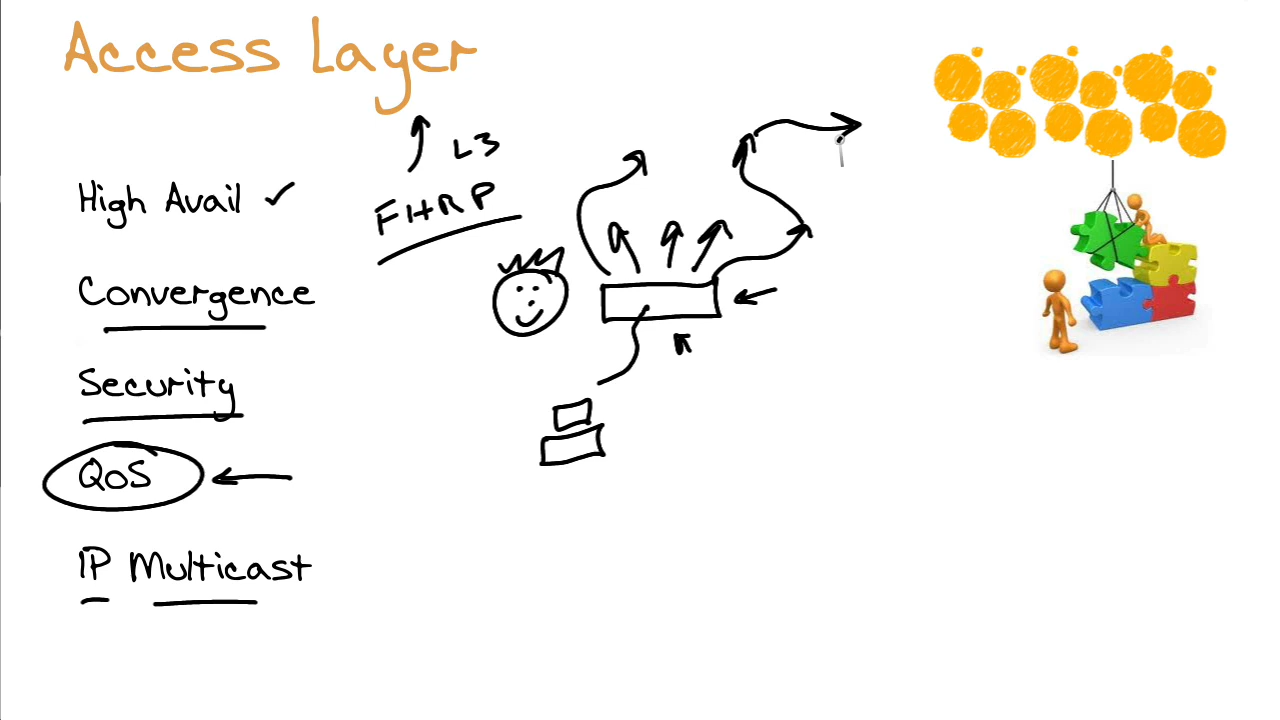 Access Layer
L3
FHRP
High Avail ✓
Convergence
Security
QoS
IP Multicast